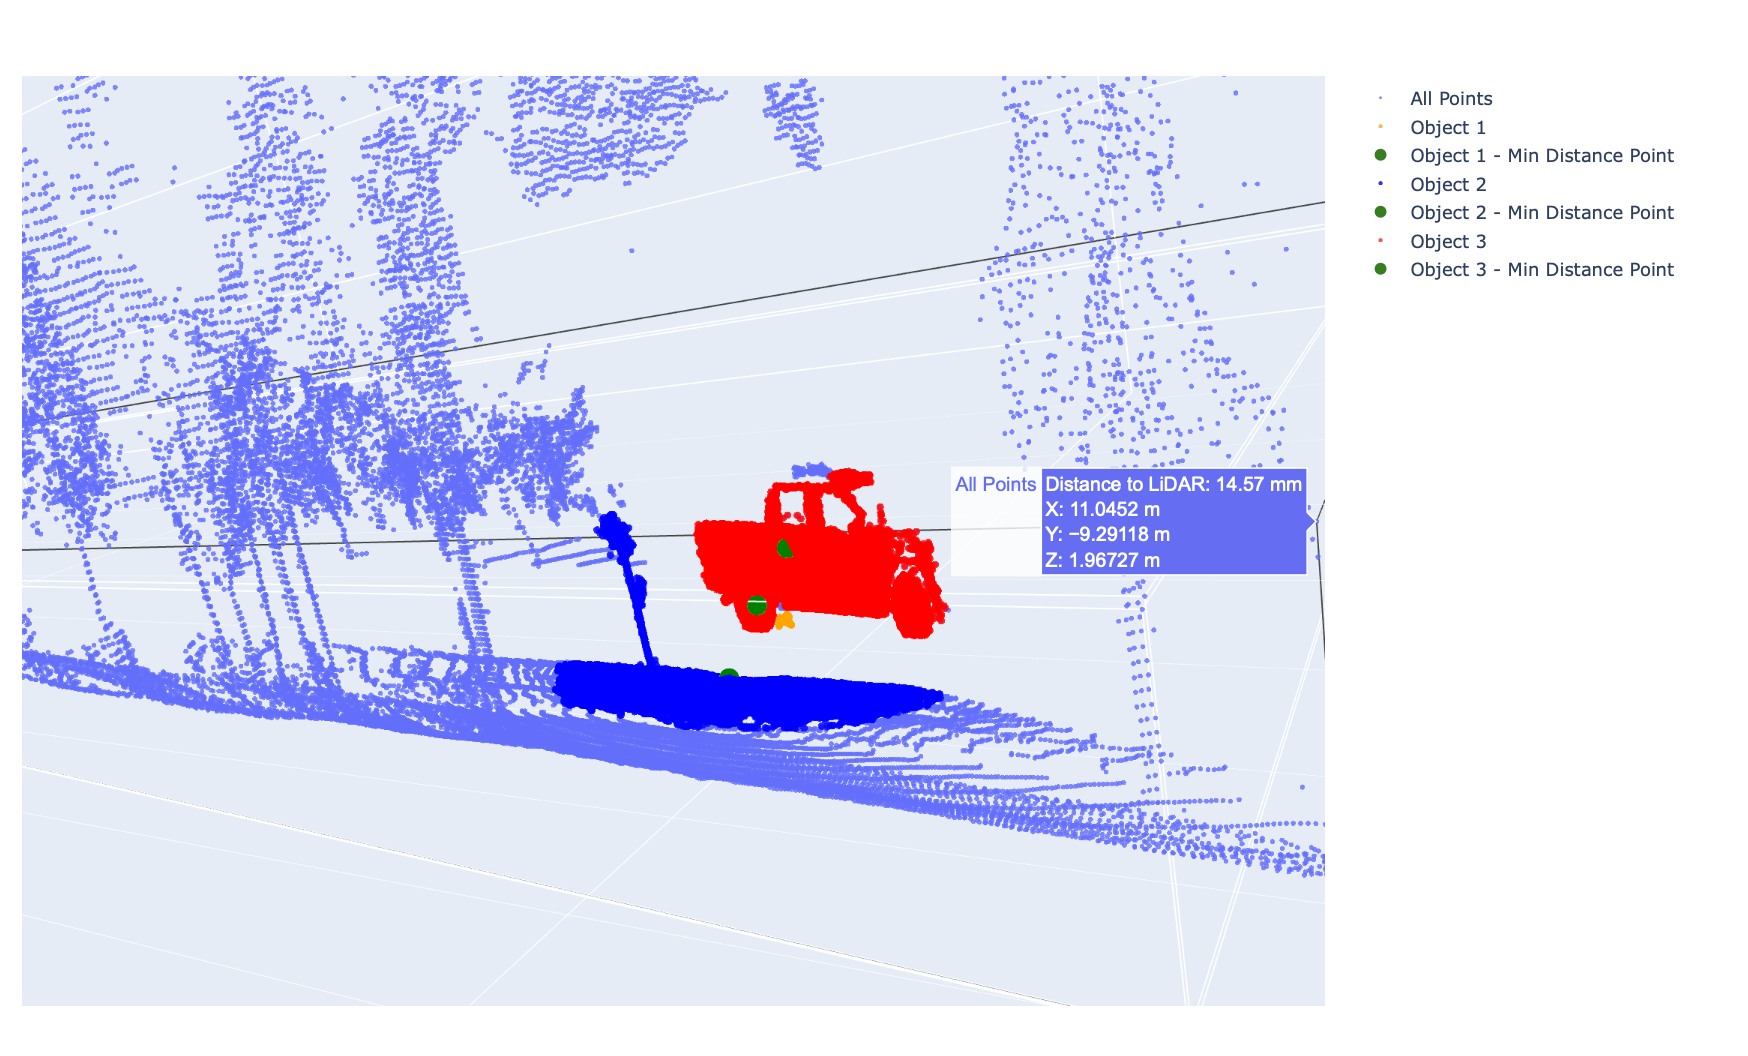 All Points
Object 1
Object 1 - Min Distance Point
Object 2
Object 2 - Min Distance Point
Object 3
Object 3 - Min Distance Point
All Points
Distance to LiDAR: 14.57 mm
X: 11.0452 m
Y: −9.29118 m
Z: 1.96727 m